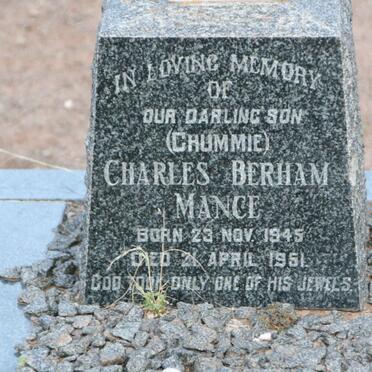 IN LOVING MEMORY
OF
OUR DARLING SON
(CRUMMIE)
CHARLES BERHAM
MANCE
BORN 23 NOV. 1945
DIED 21 APRIL 1951
GOD TOOK ONLY ONE OF HIS JEWELS.